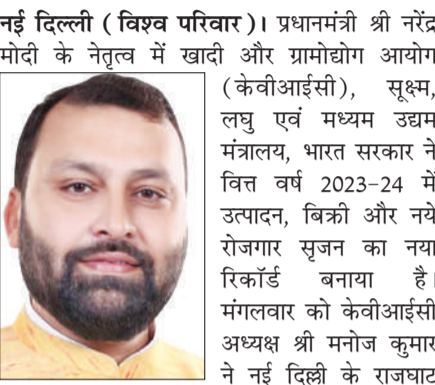 नई दिल्ली ( विश्व परिवार )। प्रधानमंत्री श्री नरेंद्र
मोदी के नेतृत्व में खादी और ग्रामोद्योग आयोग
(केवीआईसी), सूक्ष्म,
लघु एवं मध्यम उद्यम
मंत्रालय, भारत सरकार ने
वित्त वर्ष 2023-24 में
उत्पादन, बिक्री और नये
रोजगार सृजन का नया
रिकॉर्ड बनाया है।
मंगलवार को केवीआईसी
अध्यक्ष श्री मनोज कुमार
ने नई दिल्ली के राजघाट